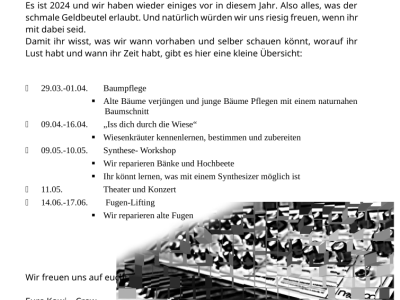 Es ist 2024 und wir haben wieder einiges vor in diesem Jahr. Also alles, was der
schmale Geldbeutel erlaubt. Und natürlich würden wir uns riesig freuen, wenn ihr
mit dabei seid.
Damit ihr wisst, was wir wann vorhaben und selber schauen könnt, worauf ihr
Lust habt und wann ihr Zeit habt, gibt es hier eine kleine Übersicht:
29.03.-01.04. Baumpflege
▪ Alte Bäume verjüngen und junge Bäume Pflegen mit einem naturnahen
Baumschnitt
09.04.-16.04. „Iss dich durch die Wiese“
▪ Wiesenkräuter kennenlernen, bestimmen und zubereiten
09.05.-10.05. Synthese- Workshop
▪ Wir reparieren Bänke und Hochbeete
▪ Ihr könnt lernen, was mit einem Synthesizer möglich ist
11.05. Theater und Konzert
14.06.-17.06. Fugen-Lifting
▪ Wir reparieren alte Fugen
Wir freuen uns auf